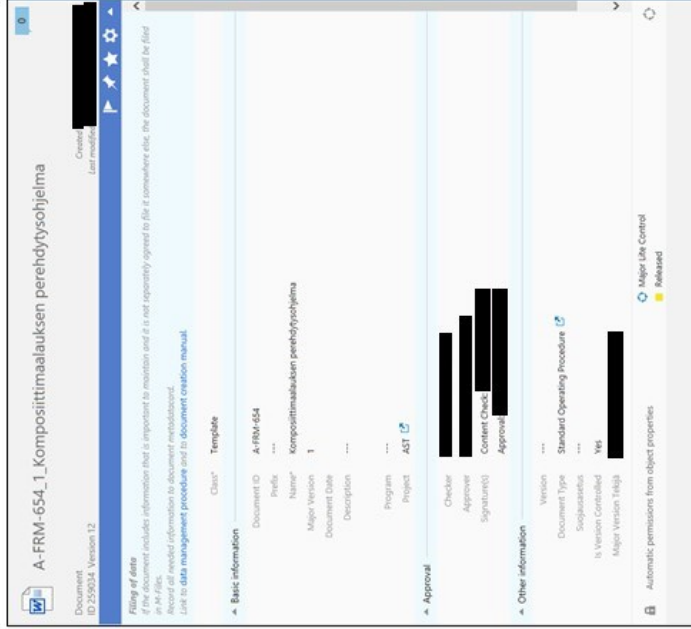 0
A-FRM-654_1_Komposiittimaalauksen perehdytysohjelma
Document
ID 259034 Version 12
Created
Last modified
Filing of data
If the document includes information that is important to maintain and it is not separately agreed to file it somewhere else, the document shall be filed
in M-Files.
Record all needed information to document metadatacard.
Link to data management procedure and to document creation manual.
Class* Template
Basic information
Document ID A-FRM-654
Prefix ---
Name* Komposiittimaalauksen perehdytysohjelma
Major Version 1
Document Date
Description ---
Program ---
Project AST
Approval
Checker
Approver
Signature(s) Content Check:
Approval:
Other information
Version ---
Document Type Standard Operating Procedure
Suojausasetus ---
Is Version Controlled Yes
Major Version Tekijä
Automatic permissions from object properties
Major Lite Control
Released